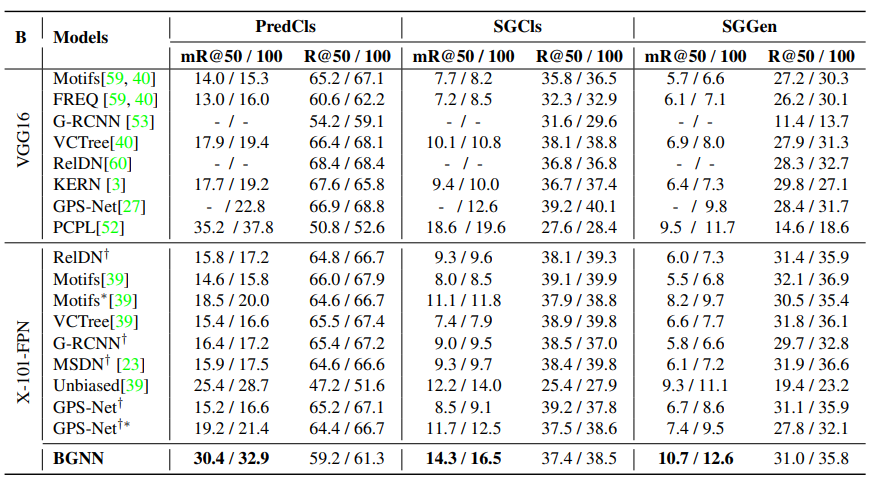 B Models PredCls SGCls SGGen
mR@50 / 100 R@50 / 100 mR@50 / 100 R@50 / 100 mR@50 / 100 R@50 / 100
VGG16
Motifs[59, 40] 14.0 / 15.3 65.2 / 67.1 7.7 / 8.2 35.8 / 36.5 5.7 / 6.6 27.2 / 30.3
FREQ [59, 40] 13.0 / 16.0 60.6 / 62.2 7.2 / 8.5 32.3 / 32.9 6.1 / 7.1 26.2 / 30.1
G-RCNN [53] - / - 54.2 / 59.1 - / - 31.6 / 29.6 - / - 11.4 / 13.7
VCTree[40] 17.9 / 19.4 66.4 / 68.1 10.1 / 10.8 38.1 / 38.8 6.9 / 8.0 27.9 / 31.3
RelDN[60] - / - 68.4 / 68.4 - / - 36.8 / 36.8 - / - 28.3 / 32.7
KERN [3] 17.7 / 19.2 67.6 / 65.8 9.4 / 10.0 36.7 / 37.4 6.4 / 7.3 29.8 / 27.1
GPS-Net[27] - / 22.8 66.9 / 68.8 - / 12.6 39.2 / 40.1 - / 9.8 28.4 / 31.7
PCPL[52] 35.2 / 37.8 50.8 / 52.6 18.6 / 19.6 27.6 / 28.4 9.5 / 11.7 14.6 / 18.6
X-101-FPN
RelDN† 15.8 / 17.2 64.8 / 66.7 9.3 / 9.6 38.1 / 39.3 6.0 / 7.3 31.4 / 35.9
Motifs[39] 14.6 / 15.8 66.0 / 67.9 8.0 / 8.5 39.1 / 39.9 5.5 / 6.8 32.1 / 36.9
Motifs*[39] 18.5 / 20.0 64.6 / 66.7 11.1 / 11.8 37.9 / 38.8 8.2 / 9.7 30.5 / 35.4
VCTree[39] 15.4 / 16.6 65.5 / 67.4 7.4 / 7.9 38.9 / 39.8 6.6 / 7.7 31.8 / 36.1
G-RCNN† 16.4 / 17.2 65.4 / 67.2 9.0 / 9.5 38.5 / 37.0 5.8 / 6.6 29.7 / 32.8
MSDN† [23] 15.9 / 17.5 64.6 / 66.6 9.3 / 9.7 38.4 / 39.8 6.1 / 7.2 31.9 / 36.6
Unbiased[39] 25.4 / 28.7 47.2 / 51.6 12.2 / 14.0 25.4 / 27.9 9.3 / 11.1 19.4 / 23.2
GPS-Net† 15.2 / 16.6 65.2 / 67.1 8.5 / 9.1 39.2 / 37.8 6.7 / 8.6 31.1 / 35.9
GPS-Net†* 19.2 / 21.4 64.4 / 66.7 11.7 / 12.5 37.5 / 38.6 7.4 / 9.5 27.8 / 32.1
BGNN 30.4 / 32.9 59.2 / 61.3 14.3 / 16.5 37.4 / 38.5 10.7 / 12.6 31.0 / 35.8